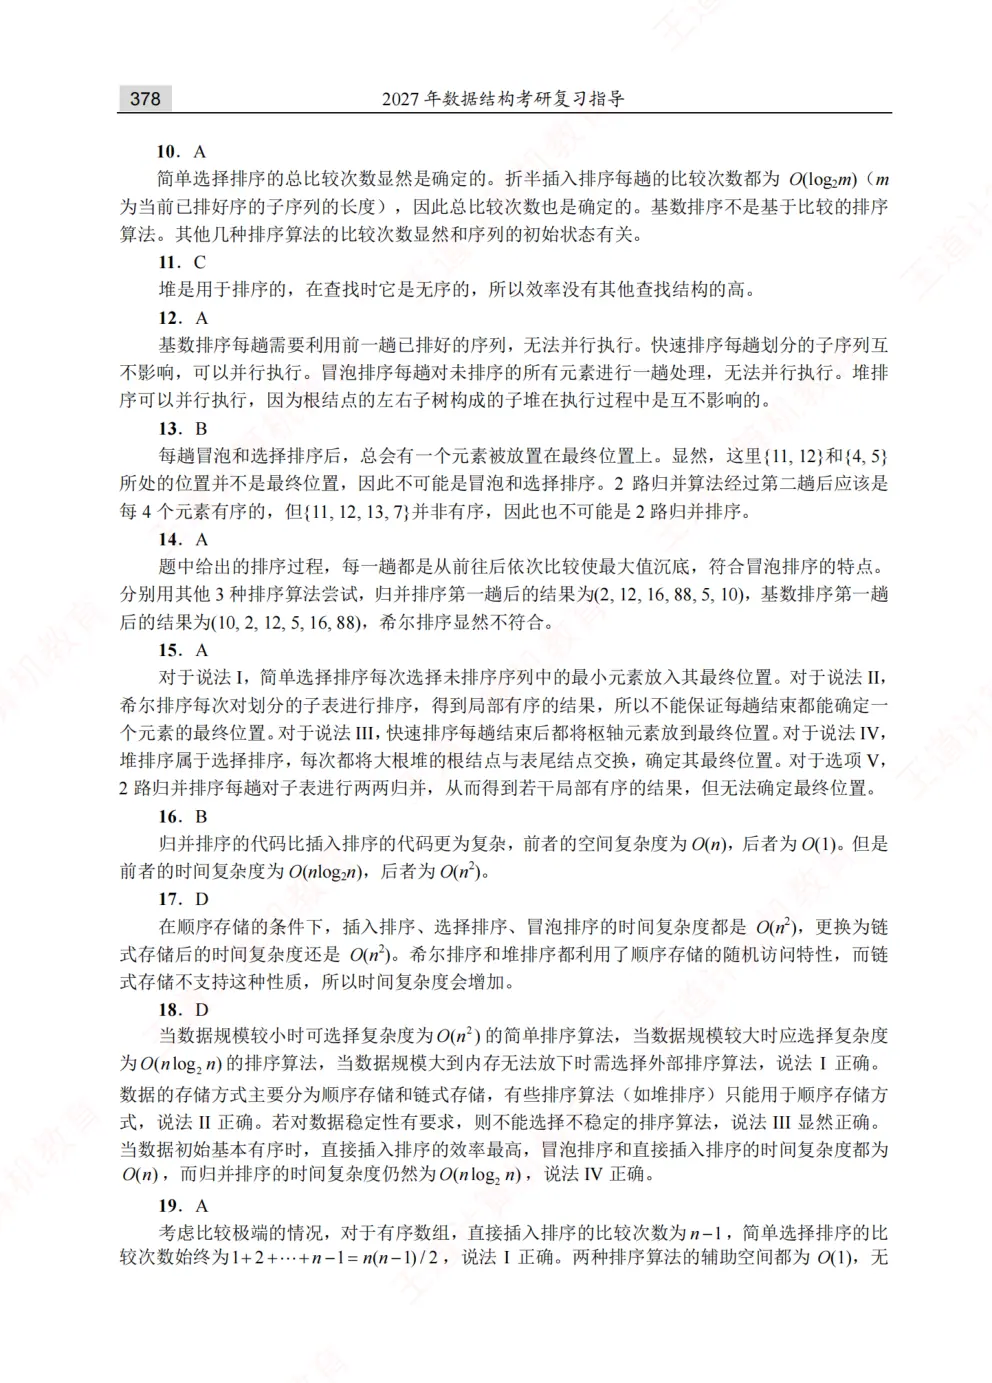 378
2027 年数据结构考研复习指导
10．A
简单选择排序的总比较次数显然是确定的。折半插入排序每趟的比较次数都为 O(log₂m)（m
为当前已排好序的子序列的长度），因此总比较次数也是确定的。基数排序不是基于比较的排序
算法。其他几种排序算法的比较次数显然和序列的初始状态有关。
11．C
堆是用于排序的，在查找时它是无序的，所以效率没有其他查找结构的高。
12．A
基数排序每趟需要利用前一趟已排好的序列，无法并行执行。快速排序每趟划分的子序列互
不影响，可以并行执行。冒泡排序每趟对未排序的所有元素进行一趟处理，无法并行执行。堆排
序可以并行执行，因为根结点的左右子树构成的子堆在执行过程中是互不影响的。
13．B
每趟冒泡和选择排序后，总会有一个元素被放置在最终位置上。显然，这里{11, 12}和{4, 5}
所处的位置并不是最终位置，因此不可能是冒泡和选择排序。2 路归并算法经过第二趟后应该是
每 4 个元素有序的，但{11, 12, 13, 7}并非有序，因此也不可能是 2 路归并排序。
14．A
题中给出的排序过程，每一趟都是从前往后依次比较使最大值沉底，符合冒泡排序的特点。
分别用其他 3 种排序算法尝试，归并排序第一趟后的结果为(2, 12, 16, 88, 5, 10)，基数排序第一趟
后的结果为(10, 2, 12, 5, 16, 88)，希尔排序显然不符合。
15．A
对于说法 I，简单选择排序每次选择未排序序列中的最小元素放入其最终位置。对于说法 II，
希尔排序每次对划分的子表进行排序，得到局部有序的结果，所以不能保证每趟结束都能确定一
个元素的最终位置。对于说法 III，快速排序每趟结束后都将枢轴元素放到最终位置。对于说法 IV，
堆排序属于选择排序，每次都将大根堆的根结点与表尾结点交换，确定其最终位置。对于选项 V，
2 路归并排序每趟对子表进行两两归并，从而得到若干局部有序的结果，但无法确定最终位置。
16．B
归并排序的代码比插入排序的代码更为复杂，前者的空间复杂度为 O(n)，后者为 O(1)。但是
前者的时间复杂度为 O(nlog₂n)，后者为 O(n²)。
17．D
在顺序存储的条件下，插入排序、选择排序、冒泡排序的时间复杂度都是 O(n²)，更换为链
式存储后的时间复杂度还是 O(n²)。希尔排序和堆排序都利用了顺序存储的随机访问特性，而链
式存储不支持这种性质，所以时间复杂度会增加。
18．D
当数据规模较小时可选择复杂度为 O(n²) 的简单排序算法，当数据规模较大时应选择复杂度
为 O(n log₂ n) 的排序算法，当数据规模大到内存无法放下时需选择外部排序算法，说法 I 正确。
数据的存储方式主要分为顺序存储和链式存储，有些排序算法（如堆排序）只能用于顺序存储方
式，说法 II 正确。若对数据稳定性有要求，则不能选择不稳定的排序算法，说法 III 显然正确。
当数据初始基本有序时，直接插入排序的效率最高，冒泡排序和直接插入排序的时间复杂度都为
O(n)，而归并排序的时间复杂度仍然为 O(n log₂ n)，说法 IV 正确。
19．A
考虑比较极端的情况，对于有序数组，直接插入排序的比较次数为 n−1，简单选择排序的比
较次数始终为 1+2+⋯+n−1= n(n−1)/2，说法 I 正确。两种排序算法的辅助空间都为 O(1)，无